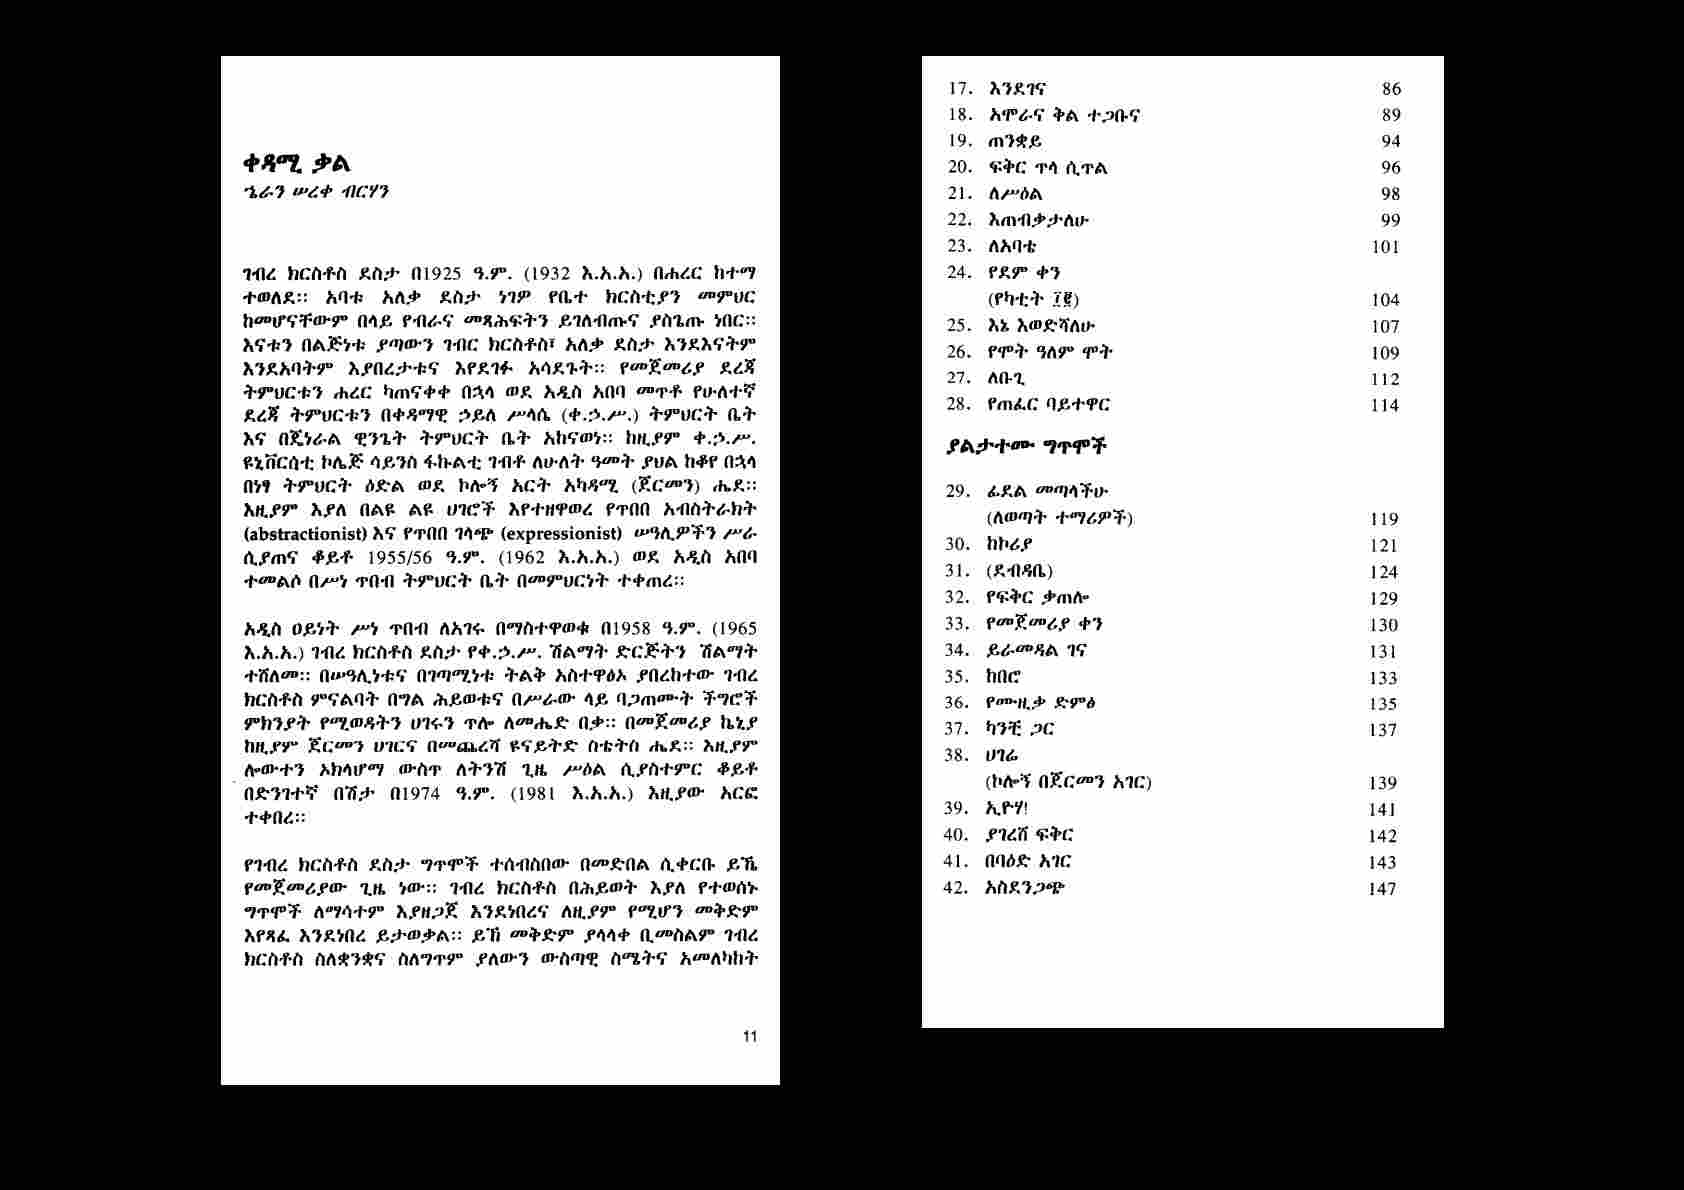 ቀዳሚ ቃል
ኄራን ሠረቀ ብርሃን
ገብረ ክርስቶስ ደስታ በ1925 ዓ.ም. (1932 እ.አ.አ.) በሐረር ከተማ
ተወለደ። አባቱ አለቃ ደስታ ነገዎ የቤተ ክርስቲያን መምህር
ከመሆናቸውም በላይ የብራና መጻሕፍትን ይገለብጡና ያስጌጡ ነበር።
እናቱን በልጅነቱ ያጣውን ገብር ክርስቶስ፣ አለቃ ደስታ እንደእናትም
እንደአባትም እያበረታቱና እየደገፉ አሳደጉት። የመጀመሪያ ደረጃ
ትምህርቱን ሐረር ካጠናቀቀ በኋላ ወደ አዲስ አበባ መጥቶ የሁለተኛ
ደረጃ ትምህርቱን በቀዳማዊ ኃይለ ሥላሴ (ቀ.ኃ.ሥ.) ትምህርት ቤት
እና በጄነራል ዊንጌት ትምህርት ቤት አከናወነ። ከዚያም ቀ.ኃ.ሥ.
ዩኒቨርሰቲ ኮሌጅ ሳይንስ ፋኩልቲ ገብቶ ለሁለት ዓመት ያህል ከቆየ በኋላ
በነፃ ትምህርት ዕድል ወደ ኮሎኝ አርት አካዳሚ (ጀርመን) ሔደ።
እዚያም እያለ በልዩ ልዩ ሀገሮች እየተዘዋወረ የጥበበ አብስትራክት
(abstractionist) እና የጥበበ ገላጭ (expressionist) ሠዓሊዎችን ሥራ
ሲያጠና ቆይቶ 1955/56 ዓ.ም. (1962 እ.አ.አ.) ወደ አዲስ አበባ
ተመልሶ በሥነ ጥበብ ትምህርት ቤት በመምህርነት ተቀጠረ።
አዲስ ዐይነት ሥነ ጥበብ ለአገሩ በማስተዋወቁ በ1958 ዓ.ም. (1965
እ.አ.አ.) ገብረ ክርስቶስ ደስታ የቀ.ኃ.ሥ. ሽልማት ድርጅትን ሽልማት
ተሸለመ። በሠዓሊነቱና በገጣሚነቱ ትልቅ አስተዋፅኦ ያበረከተው ገብረ
ክርስቶስ ምናልባት በግል ሕይወቱና በሥራው ላይ ባጋጠሙት ችግሮች
ምክንያት የሚወዳትን ሀገሩን ጥሎ ለመሔድ በቃ። በመጀመሪያ ኬኒያ
ከዚያም ጀርመን ሀገርና በመጨረሻ ዩናይትድ ስቴትስ ሔደ። እዚያም
ሎውተን ኦክላሆማ ውስጥ ለትንሽ ጊዜ ሥዕል ሲያስተምር ቆይቶ
በድንገተኛ በሽታ በ1974 ዓ.ም. (1981 እ.አ.አ.) እዚያው አርፎ
ተቀበረ።
የገብረ ክርስቶስ ደስታ ግጥሞች ተሰብስበው በመድበል ሲቀርቡ ይኼ
የመጀመሪያው ጊዜ ነው። ገብረ ክርስቶስ በሕይወት እያለ የተወሰኑ
ግጥሞች ለማሳተም እያዘጋጀ እንደነበረና ለዚያም የሚሆን መቅድም
እየጻፈ እንደነበረ ይታወቃል። ይኸ መቅድም ያላላቀ ቢመስልም ገብረ
ክርስቶስ ስለቋንቋና ስለግጥም ያለውን ውስጣዊ ስሜትና አመለካከት
11
17. እንደገና 86
18. አሞራና ቅል ተጋቡና 89
19. ጠንቋይ 94
20. ፍቅር ጥላ ሲጥል 96
21. ለሥዕል 98
22. እጠብቃታለሁ 99
23. ለአባቴ 101
24. የደም ቀን
(የካቲት ፲፪) 104
25. እኔ እወድሻለሁ 107
26. የሞት ዓለም ሞት 109
27. ለቡጊ 112
28. የጠፈር ባይተዋር 114
ያልታተሙ ግጥሞች
29. ፊደል መጣላችሁ
(ለወጣት ተማሪዎች) 119
30. ከኮሪያ 121
31. (ደብዳቤ) 124
32. የፍቅር ቃጠሎ 129
33. የመጀመሪያ ቀን 130
34. ይራመዳል ገና 131
35. ከበሮ 133
36. የሙዚቃ ድምፅ 135
37. ካንቺ ጋር 137
38. ሀገሬ
(ኮሎኝ በጀርመን አገር) 139
39. ኢዮሃ! 141
40. ያገረሸ ፍቅር 142
41. በባዕድ አገር 143
42. አስደንጋጭ 147